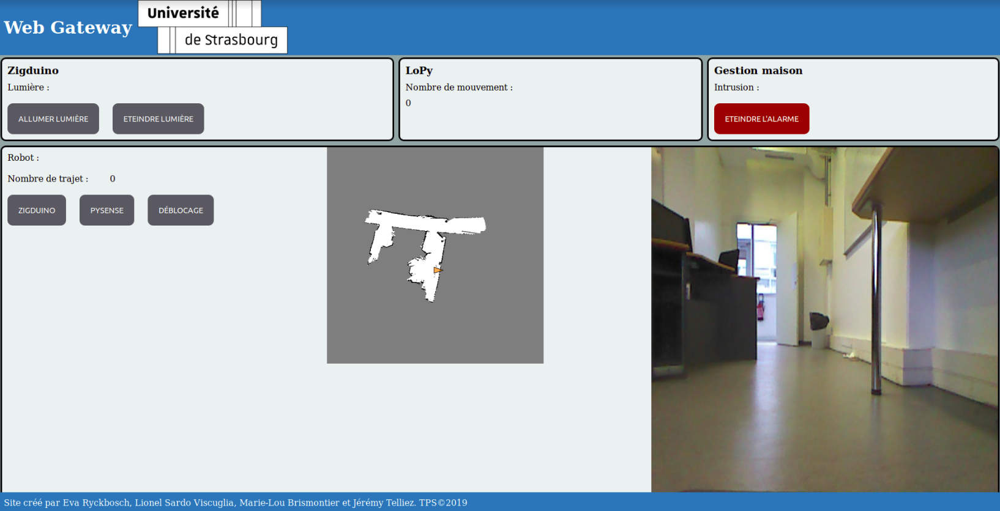 Web Gateway
Université
de Strasbourg
Zigduino
Lumière :
ALLUMER LUMIÈRE
ETEINDRE LUMIÈRE
LoPy
Nombre de mouvement :
0
Gestion maison
Intrusion :
ETEINDRE L'ALARME
Robot :
Nombre de trajet : 0
ZIGDUINO
PYSENSE
DÉBLOCAGE
Site créé par Eva Ryckbosch, Lionel Sardo Viscuglia, Marie-Lou Brismontier et Jérémy Telliez. TPS©2019